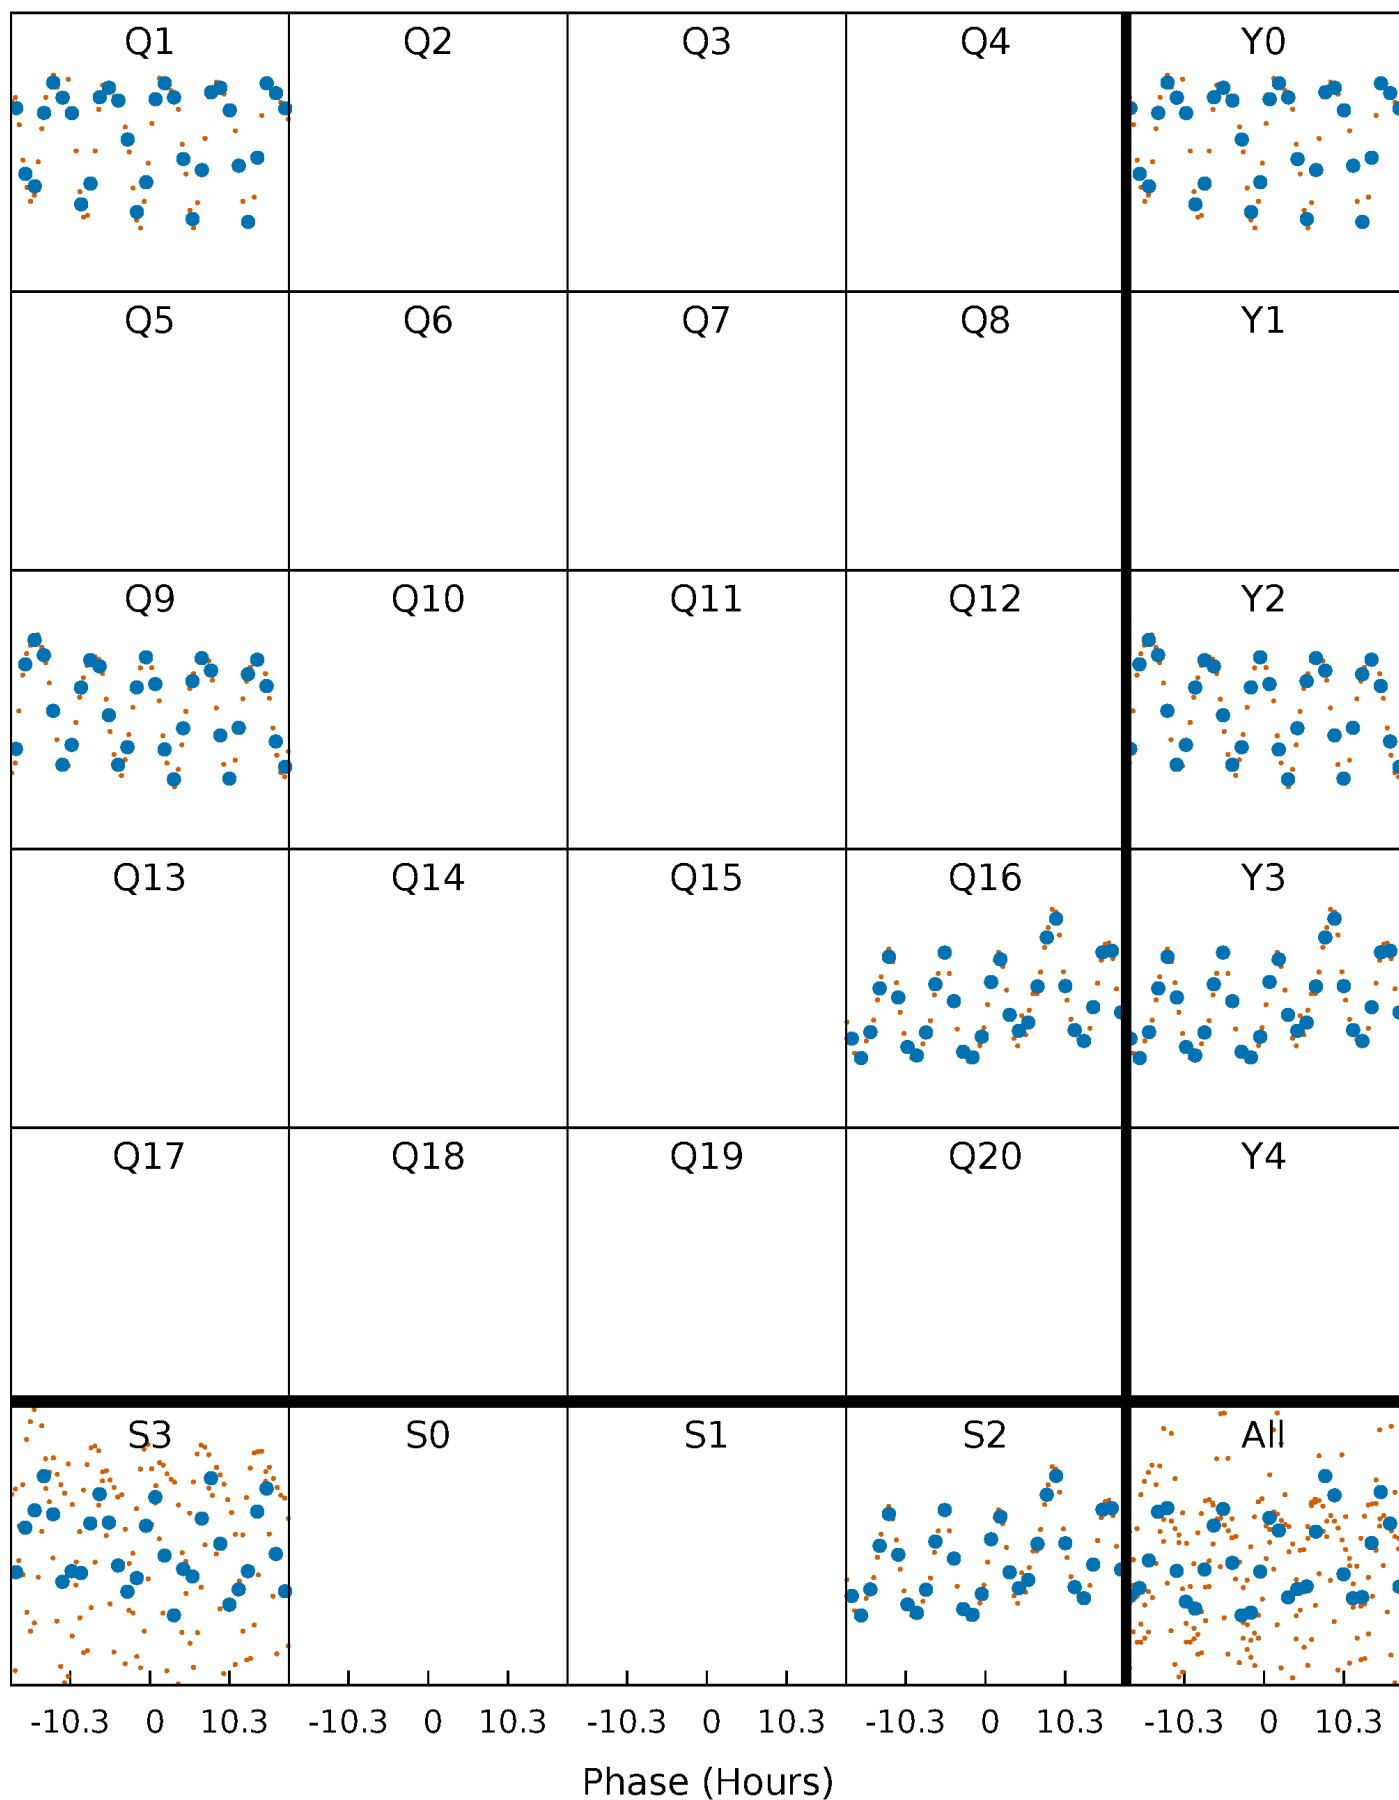 Q1 Q2 Q3 Q4 Y0
Q5 Q6 Q7 Q8 Y1
Q9 Q10 Q11 Q12 Y2
Q13 Q14 Q15 Q16 Y3
Q17 Q18 Q19 Q20 Y4
S3 S0 S1 S2 All
-10.3 0 10.3 -10.3 0 10.3 -10.3 0 10.3 -10.3 0 10.3 -10.3 0 10.3
Phase (Hours)